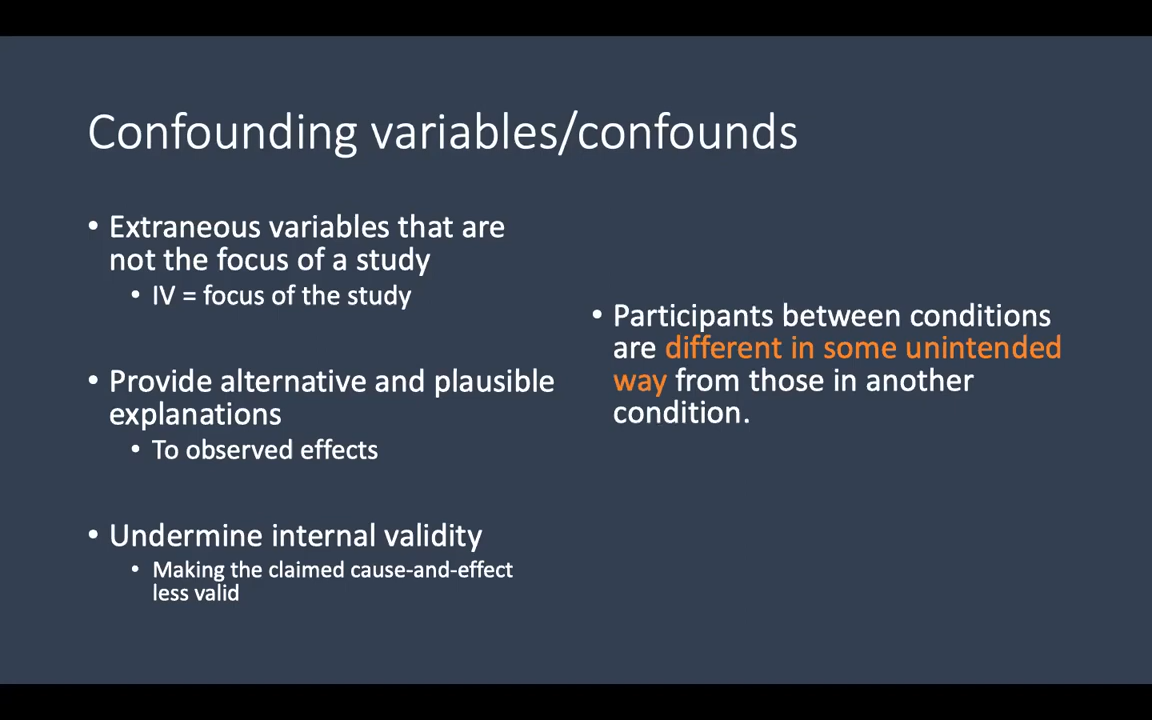 Confounding variables/confounds
• Extraneous variables that are
not the focus of a study
• IV = focus of the study
• Provide alternative and plausible
explanations
• To observed effects
• Undermine internal validity
• Making the claimed cause-and-effect
less valid
• Participants between conditions
are different in some unintended
way from those in another
condition.